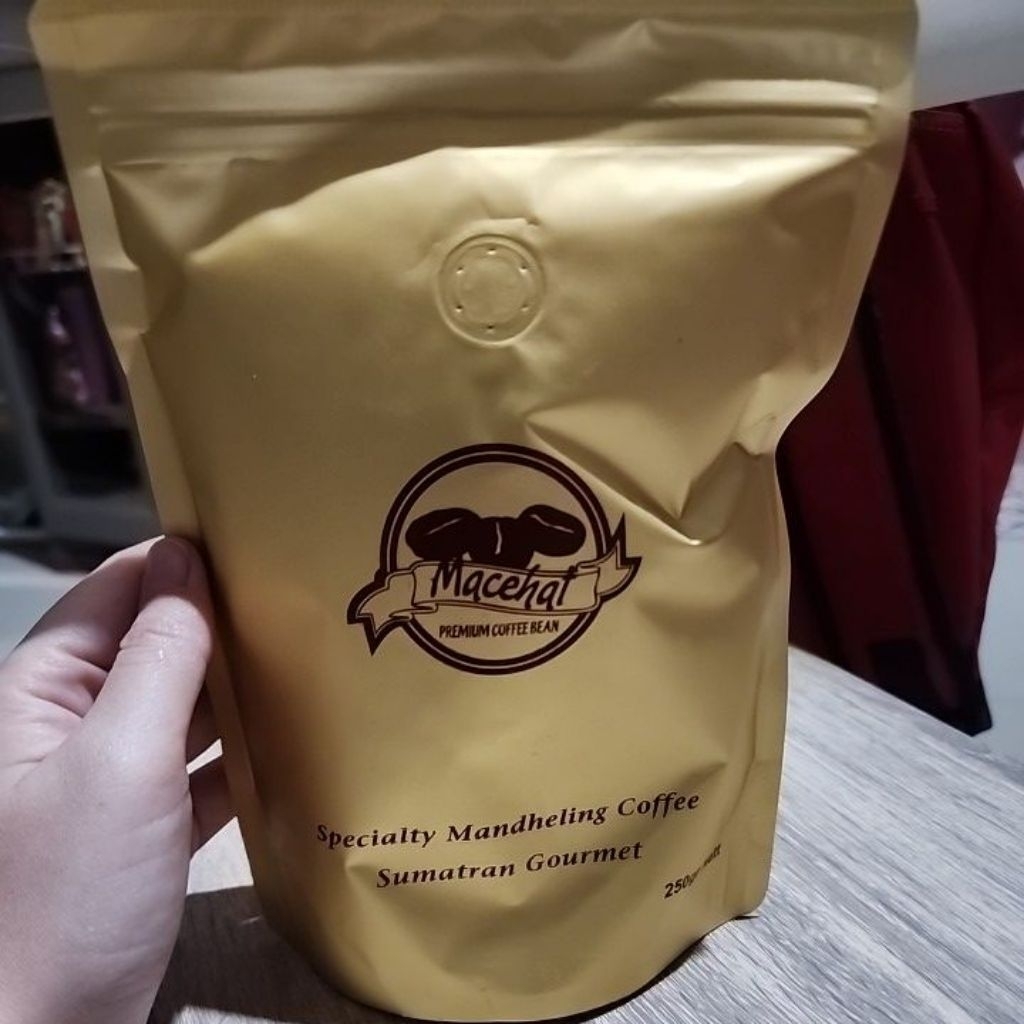 Macehat
PREMIUM COFFEE BEAN
Specialty Mandheling Coffee
Sumatran Gourmet